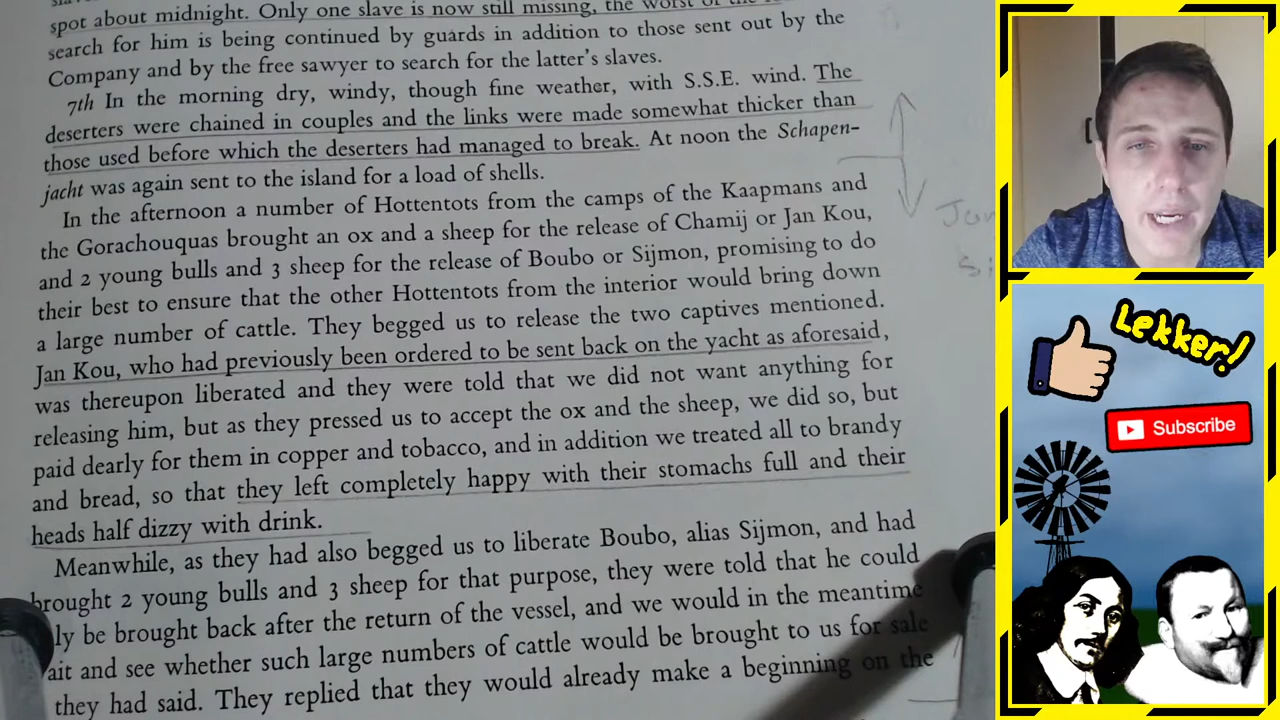 spot about midnight. Only one slave is now still missing, the worst of the
search for him is being continued by guards in addition to those sent out by the
Company and by the free sawyer to search for the latter's slaves.
7th In the morning dry, windy, though fine weather, with S.S.E. wind. The
deserters were chained in couples and the links were made somewhat thicker than
those used before which the deserters had managed to break. At noon the Schapen-
jacht was again sent to the island for a load of shells.
In the afternoon a number of Hottentots from the camps of the Kaapmans and
the Gorachouquas brought an ox and a sheep for the release of Chamij or Jan Kou,
and 2 young bulls and 3 sheep for the release of Boubo or Sijmon, promising to do
their best to ensure that the other Hottentots from the interior would bring down
a large number of cattle. They begged us to release the two captives mentioned.
Jan Kou, who had previously been ordered to be sent back on the yacht as aforesaid,
was thereupon liberated and they were told that we did not want anything for
releasing him, but as they pressed us to accept the ox and the sheep, we did so, but
paid dearly for them in copper and tobacco, and in addition we treated all to brandy
and bread, so that they left completely happy with their stomachs full and their
heads half dizzy with drink.
Meanwhile, as they had also begged us to liberate Boubo, alias Sijmon, and had
brought 2 young bulls and 3 sheep for that purpose, they were told that he could
ly be brought back after the return of the vessel, and we would in the meantime
ait and see whether such large numbers of cattle would be brought to us for sale
they had said. They replied that they would already make a beginning on the
Lekker!
Subscribe